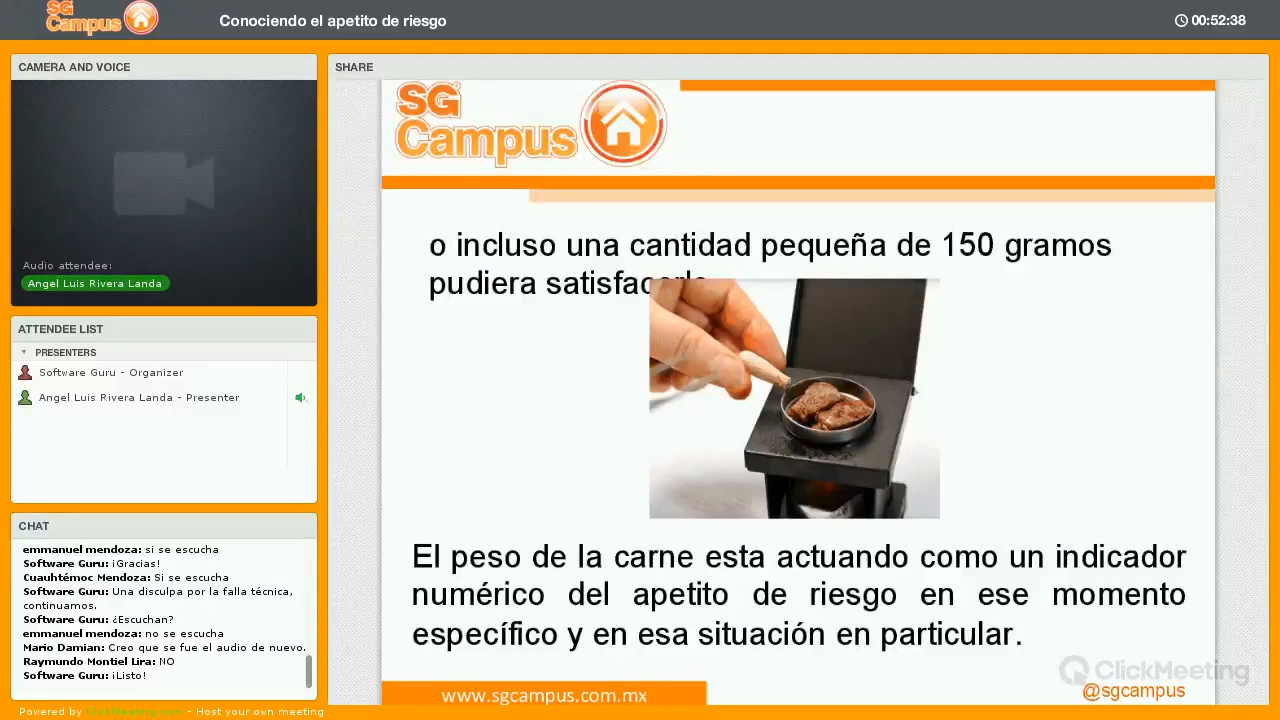 SG
Campus
Conociendo el apetito de riesgo
00:52:38
CAMERA AND VOICE
Audio attendee:
Angel Luis Rivera Landa
ATTENDEE LIST
PRESENTERS
Software Guru - Organizer
Angel Luis Rivera Landa - Presenter
CHAT
emmanuel mendoza: si se escucha
Software Guru: ¡Gracias!
Cuauhtémoc Mendoza: Si se escucha
Software Guru: Una disculpa por la falla técnica,
continuamos.
Software Guru: ¿Escuchan?
emmanuel mendoza: no se escucha
Mario Damian: Creo que se fue el audio de nuevo.
Raymundo Montiel Lira: NO
Software Guru: ¡Listo!
Powered by ClickMeeting.com - Host your own meeting
SHARE
SG
Campus
o incluso una cantidad pequeña de 150 gramos
pudiera
El peso de la carne esta actuando como un indicador
numérico del apetito de riesgo en ese momento
específico y en esa situación en particular.
www.sgcampus.com.mx
ClickMeeting
@sgcampus